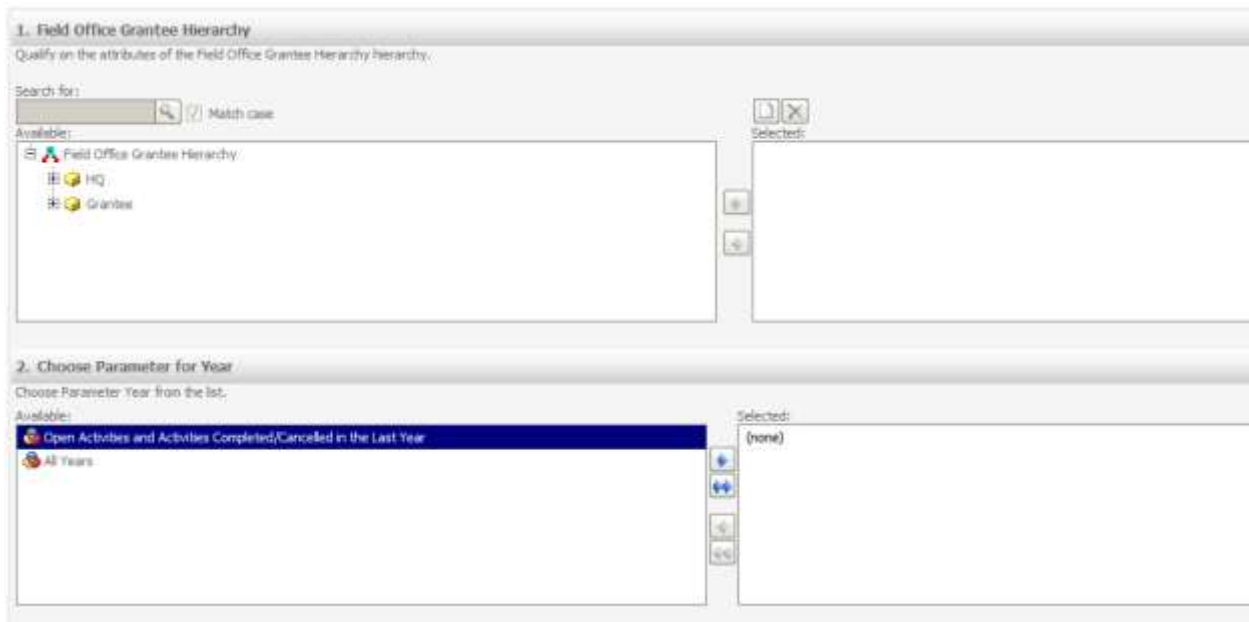 1. Field Office Grantee Hierarchy
Qualify on the attributes of the Field Office Grantee Hierarchy hierarchy.
Search for:
Match case
Available:
Selected:
Field Office Grantee Hierarchy
HQ
Grantee
2. Choose Parameter for Year
Choose Parameter Year from the list.
Available:
Selected:
Open Activities and Activities Completed/Cancelled in the Last Year
(none)
All Years